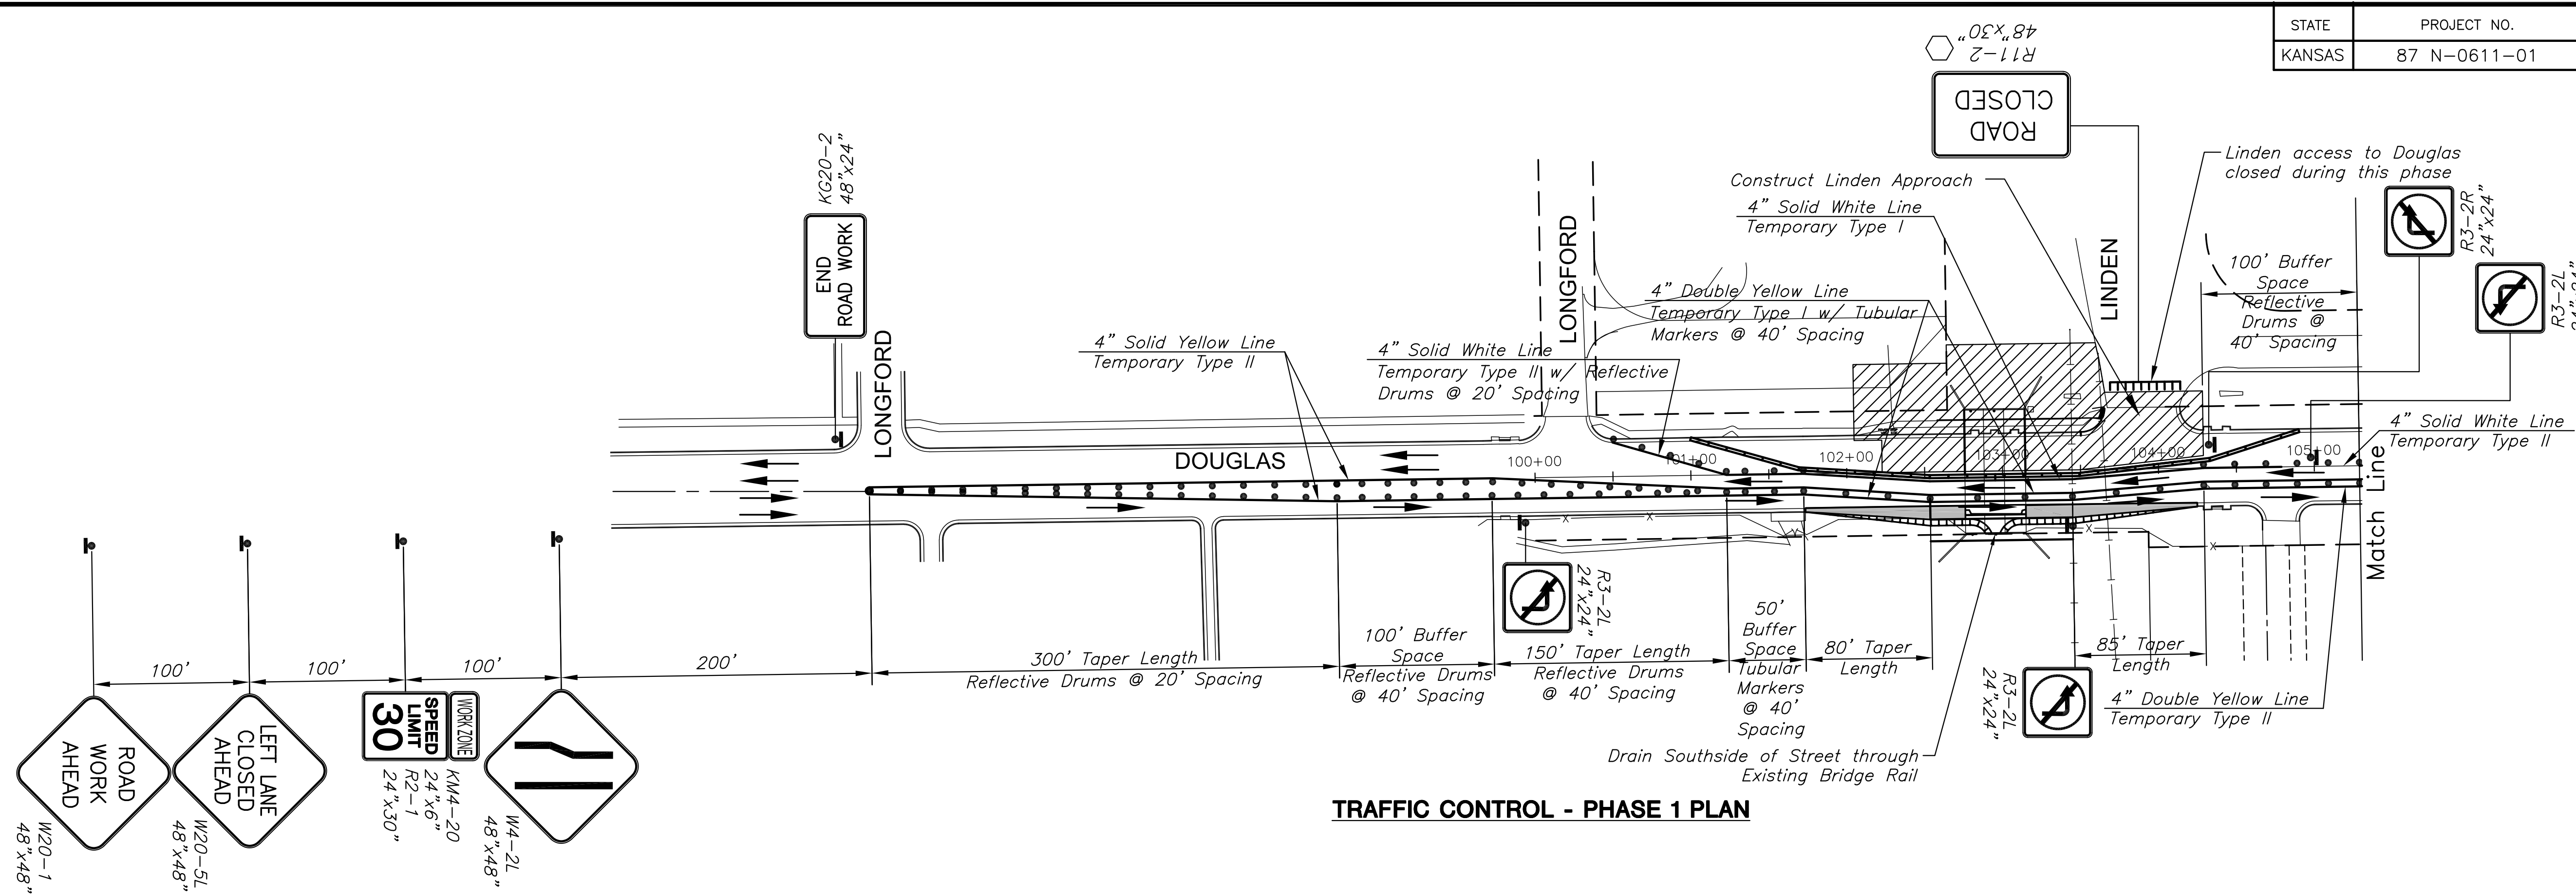 STATE PROJECT NO.
KANSAS 87 N-0611-01
R11-2
48"x30"
ROAD
CLOSED
Linden access to Douglas
closed during this phase
KG20-2
48"x24"
END
ROAD WORK
Construct Linden Approach
4" Solid White Line
Temporary Type I
R3-2R
24"x24"
R3-2L
24"x24"
LONGFORD
LONGFORD
LINDEN
100' Buffer
Space
Reflective
Drums @
40' Spacing
4" Double Yellow Line
Temporary Type I w/ Tubular
Markers @ 40' Spacing
4" Solid Yellow Line
Temporary Type II
4" Solid White Line
Temporary Type II w/ Reflective
Drums @ 20' Spacing
4" Solid White Line
Temporary Type II
DOUGLAS
100+00
101+00
102+00
103+00
104+00
105+00
Match Line
X
X
X
X
X
R3-2L
24"x24"
100'
100'
100'
200'
300' Taper Length
Reflective Drums @ 20' Spacing
100' Buffer
Space
Reflective Drums
@ 40' Spacing
150' Taper Length
Reflective Drums
@ 40' Spacing
50'
Buffer
Space
Tubular
Markers
@ 40'
Spacing
80' Taper
Length
85' Taper
Length
R3-2L
24"x24"
4" Double Yellow Line
Temporary Type II
Drain Southside of Street through
Existing Bridge Rail
ROAD
WORK
AHEAD
W20-1
48"x48"
LEFT LANE
CLOSED
AHEAD
W20-5L
48"x48"
WORK ZONE
SPEED
LIMIT
30
KM4-20
24"x6"
R2-1
24"x30"
W4-2L
48"x48"
TRAFFIC CONTROL - PHASE 1 PLAN